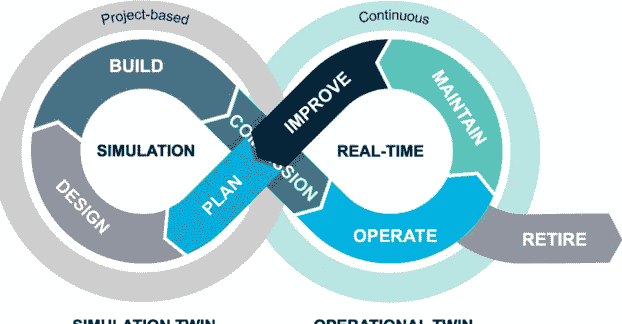 Project-based
Continuous
BUILD
IMPROVE
MAINTAIN
SIMULATION
REAL-TIME
DESIGN
PLAN
OPERATE
RETIRE
SIMULATION TWIN
OPERATIONAL TWIN